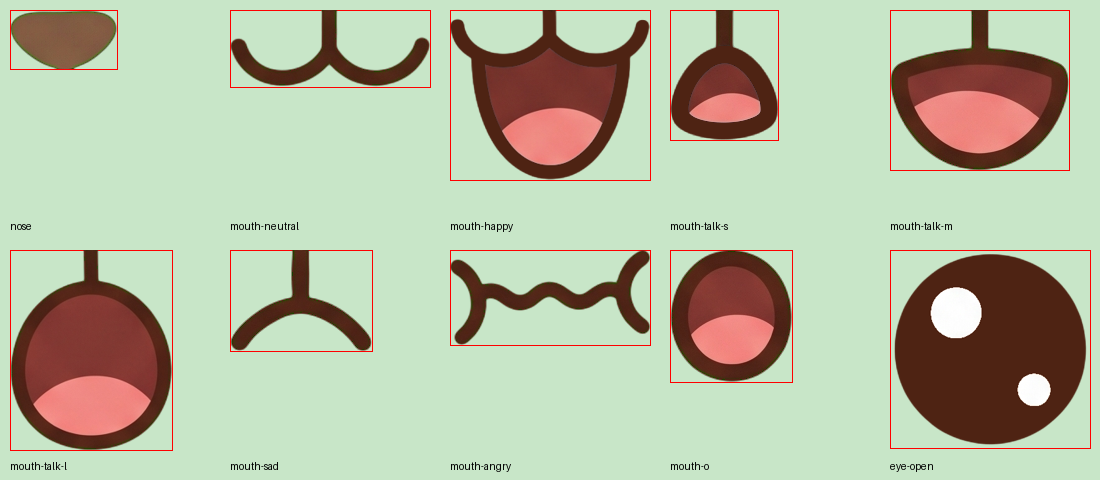 nose
mouth-neutral
mouth-happy
mouth-talk-s
mouth-talk-m
mouth-talk-l
mouth-sad
mouth-angry
mouth-o
eye-open